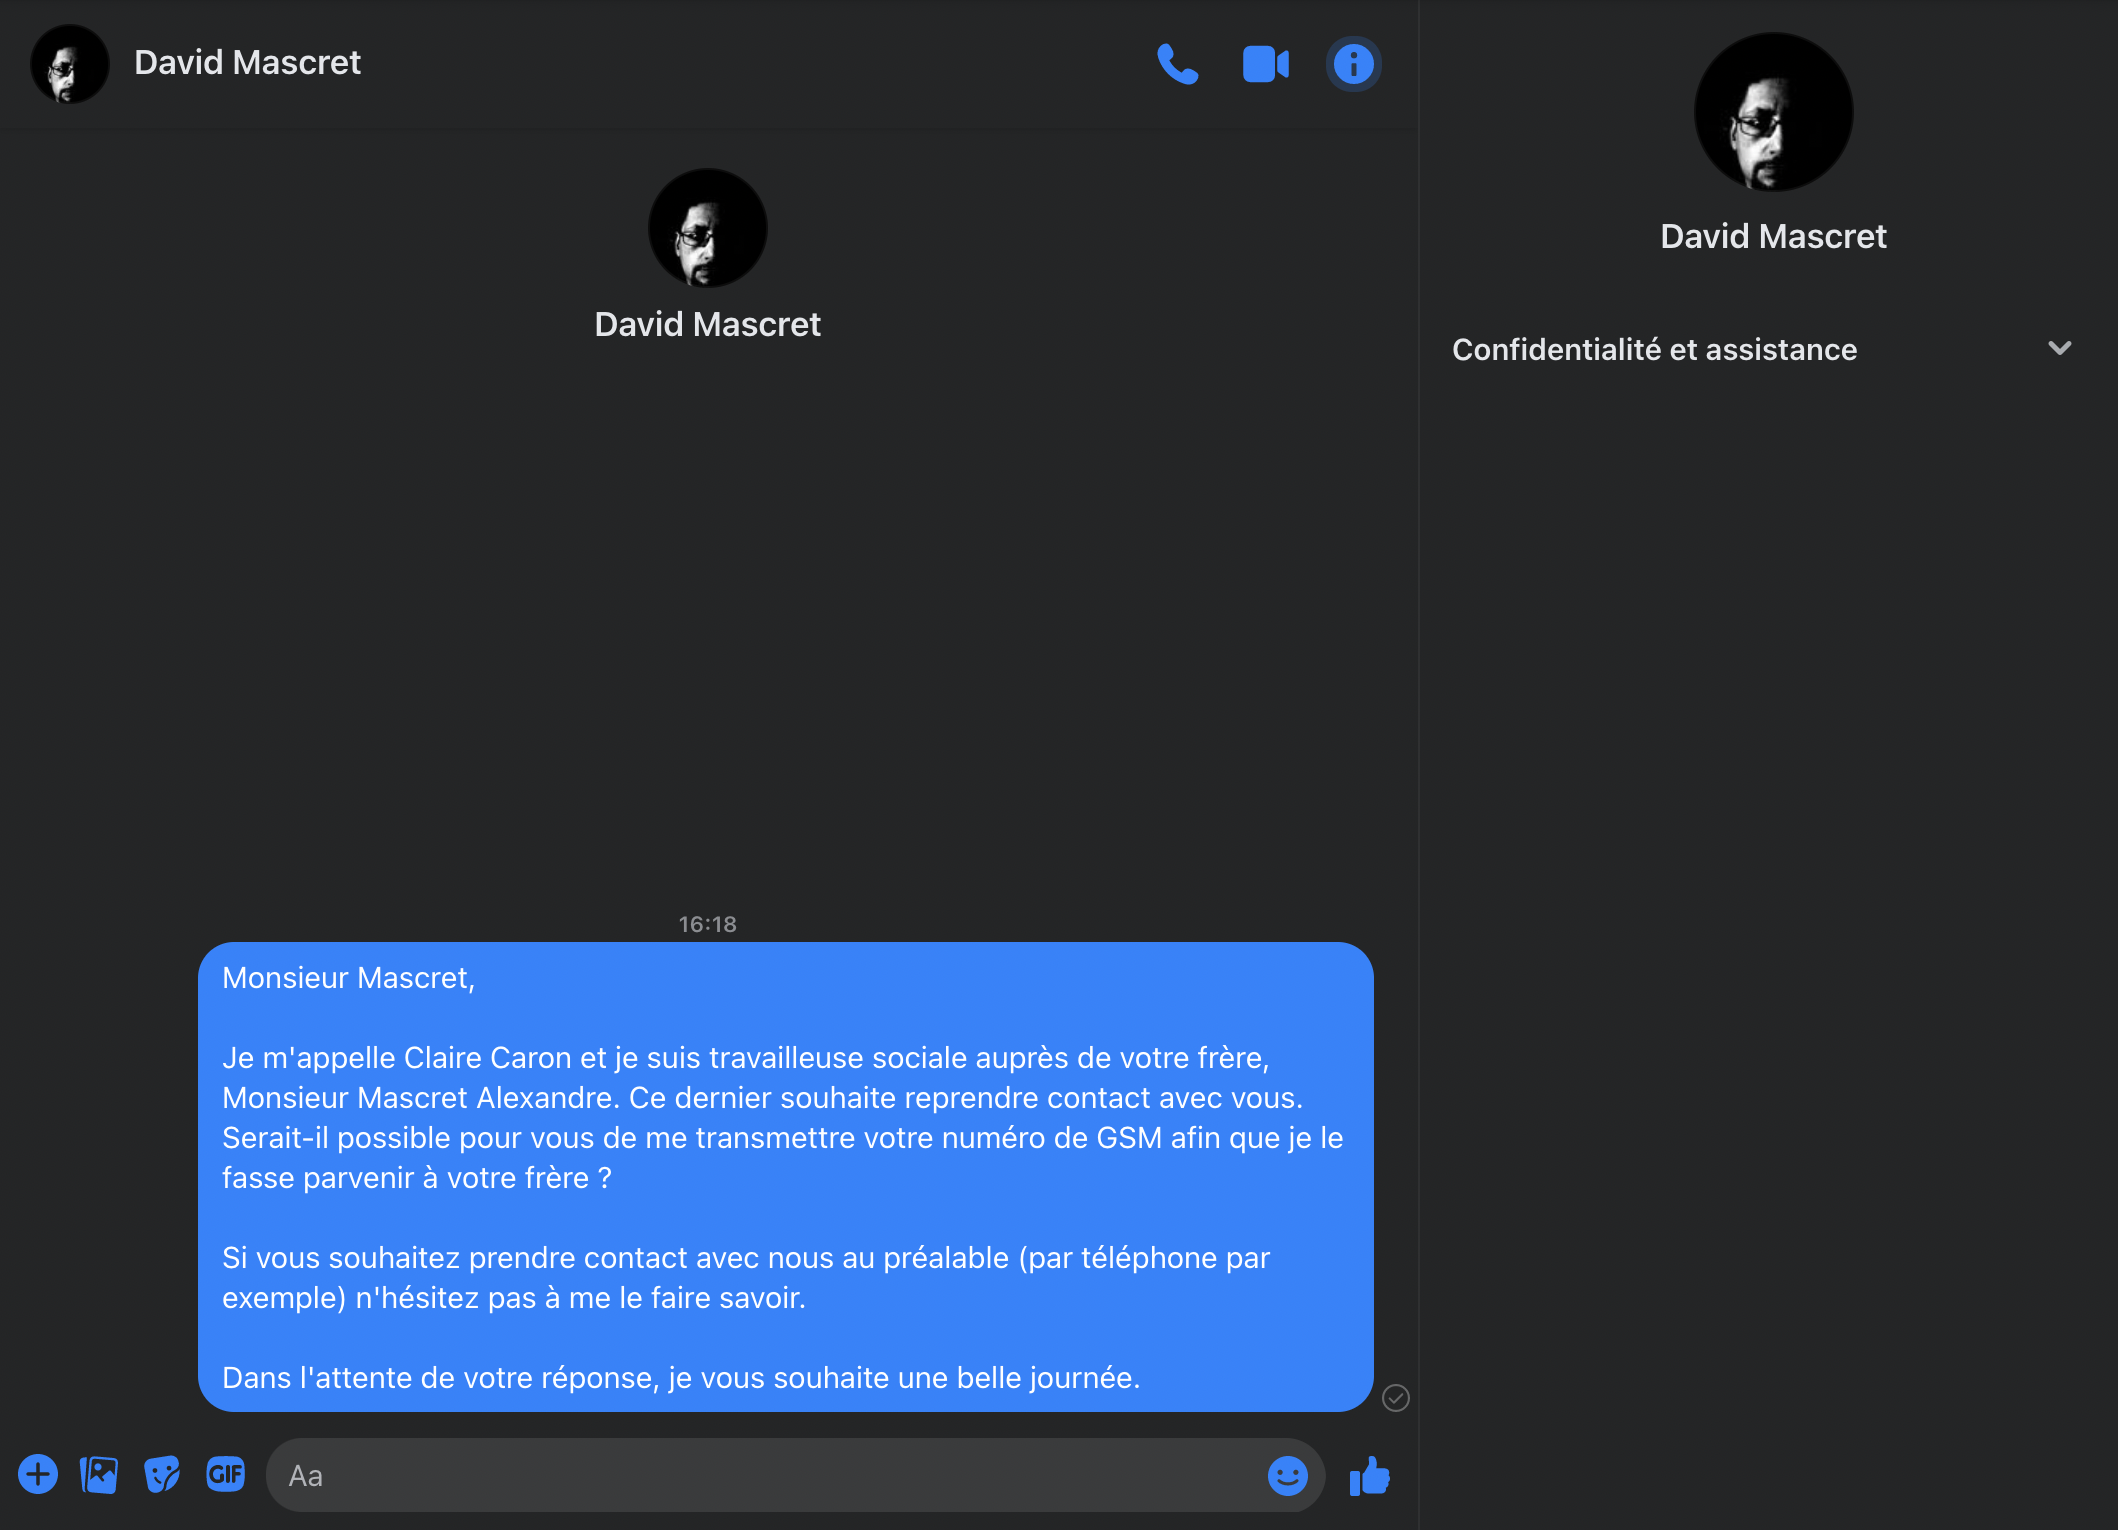 David Mascret
David Mascret
16:18
Monsieur Mascret,
Je m'appelle Claire Caron et je suis travailleuse sociale auprès de votre frère,
Monsieur Mascret Alexandre. Ce dernier souhaite reprendre contact avec vous.
Serait-il possible pour vous de me transmettre votre numéro de GSM afin que je le
fasse parvenir à votre frère ?
Si vous souhaitez prendre contact avec nous au préalable (par téléphone par
exemple) n'hésitez pas à me le faire savoir.
Dans l'attente de votre réponse, je vous souhaite une belle journée.
GIF
Aa
David Mascret
Confidentialité et assistance